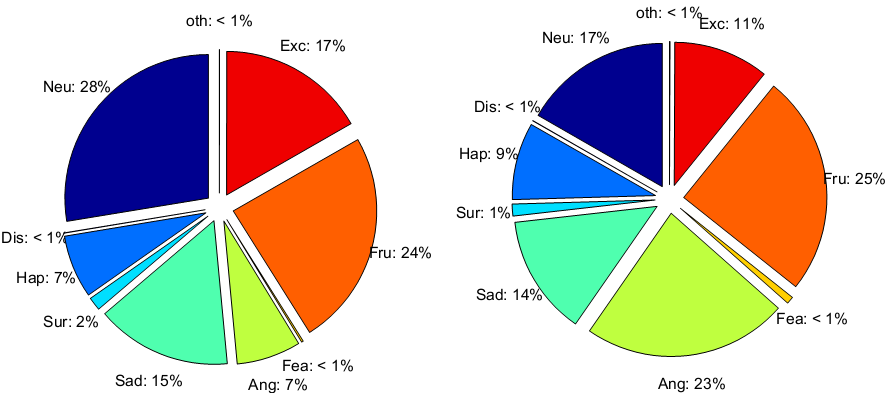 oth: < 1%
Exc: 17%
Neu: 28%
Dis: < 1%
Hap: 7%
Fru: 24%
Sur: 2%
Fea: < 1%
Sad: 15%
Ang: 7%
oth: < 1%
Exc: 11%
Neu: 17%
Dis: < 1%
Hap: 9%
Fru: 25%
Sur: 1%
Sad: 14%
Fea: < 1%
Ang: 23%